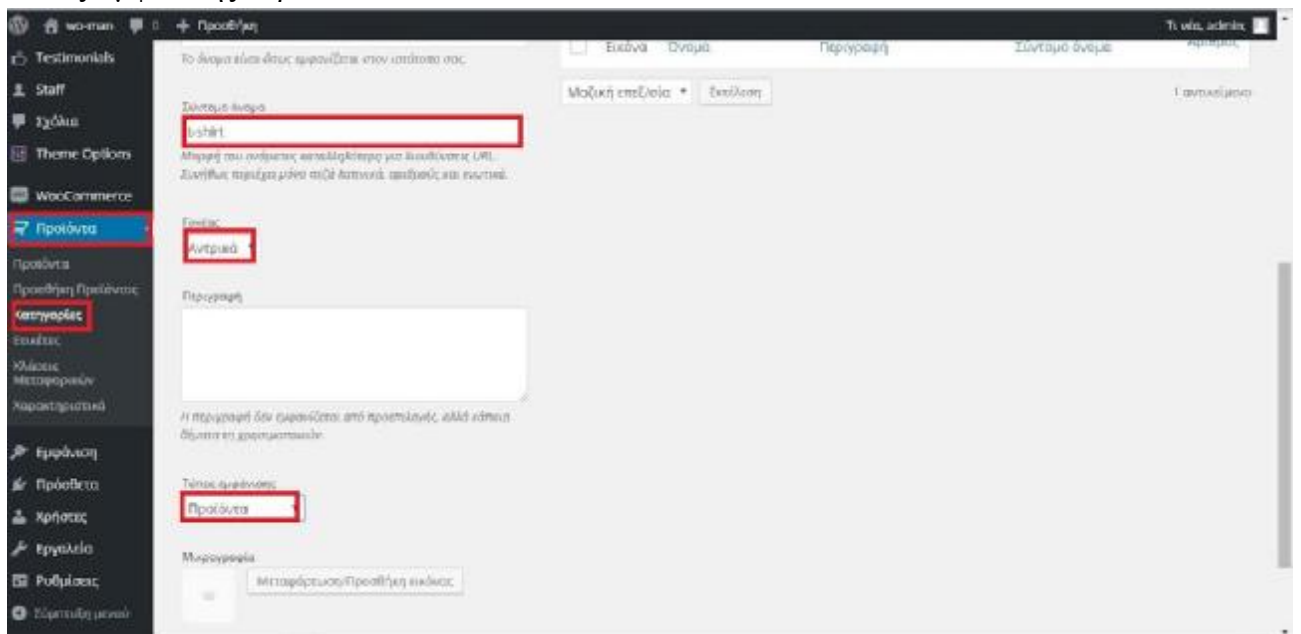 wo-man 0 + Προσθήκη Τι νέα, admin;
Testimonials
Staff
Σχόλια
Theme Options
WooCommerce
Προϊόντα
Προϊόντα
Προσθήκη Προϊόντος
Κατηγορίες
Ετικέτες
Κλάσεις
Μεταφορικών
Χαρακτηριστικά
Εμφάνιση
Πρόσθετα
Χρήστες
Εργαλεία
Ρυθμίσεις
Σύμπτυξη μενού
Το όνομα είναι όπως εμφανίζεται στον ιστότοπο σας.
Σύντομο όνομα
t-shirt
Μορφή του ονόματος καταλληλότερη για διευθύνσεις URL.
Συνήθως περιέχει μόνο πεζά λατινικά, αριθμούς και ενωτικά.
Γονέας
Αντρικά
Περιγραφή
Η περιγραφή δεν εμφανίζεται από προεπιλογής, αλλά κάποια
θέματα τη χρησιμοποιούν.
Τύπος εμφάνισης
Προϊόντα
Μικρογραφία
Μεταφόρτωση/Προσθήκη εικόνας
Εικόνα Όνομα Περιγραφή Σύντομο όνομα Αριθμός
Μαζική επεξ/σία Εκτέλεση 1 αντικείμενο